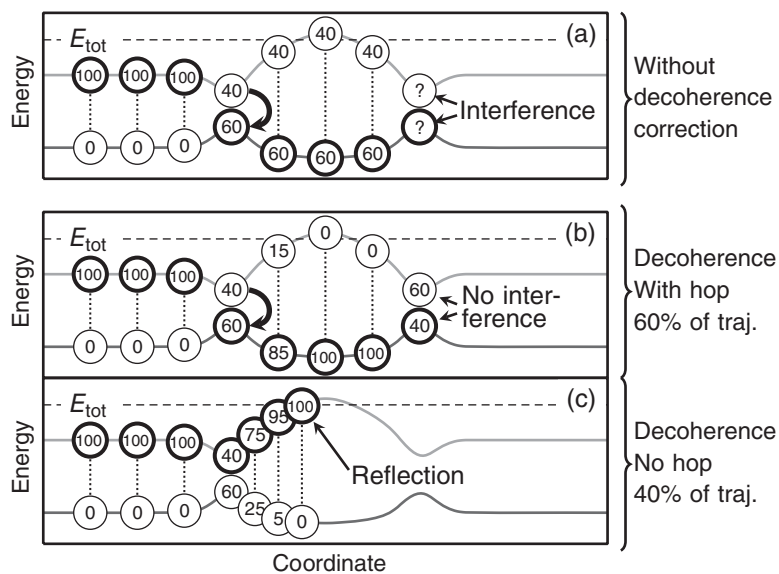 (a)
E_tot
Energy
40
40 40
100 100 100
40 ?
60 ?
Interference
0 0 0
60 60 60
Without
decoherence
correction
(b)
E_tot
Energy
0
15 0
100 100 100
40 60
60 40
No inter-
ference
0 0 0
85 100 100
Decoherence
With hop
60% of traj.
(c)
E_tot
Energy
100
95
75
100 100 100
40
60
Reflection
0 0 0
25 5 0
Decoherence
No hop
40% of traj.
Coordinate